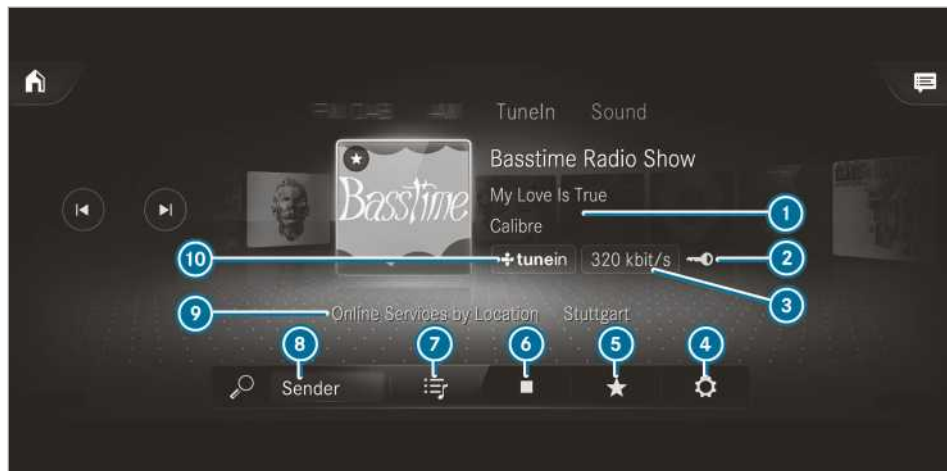 TuneIn Sound
Basstime Radio Show
Basstime
My Love Is True
1
Calibre
10
tunein 320 kbit/s
2
3
9
Online Services by Location Stuttgart
8
7
6
5
4
Sender